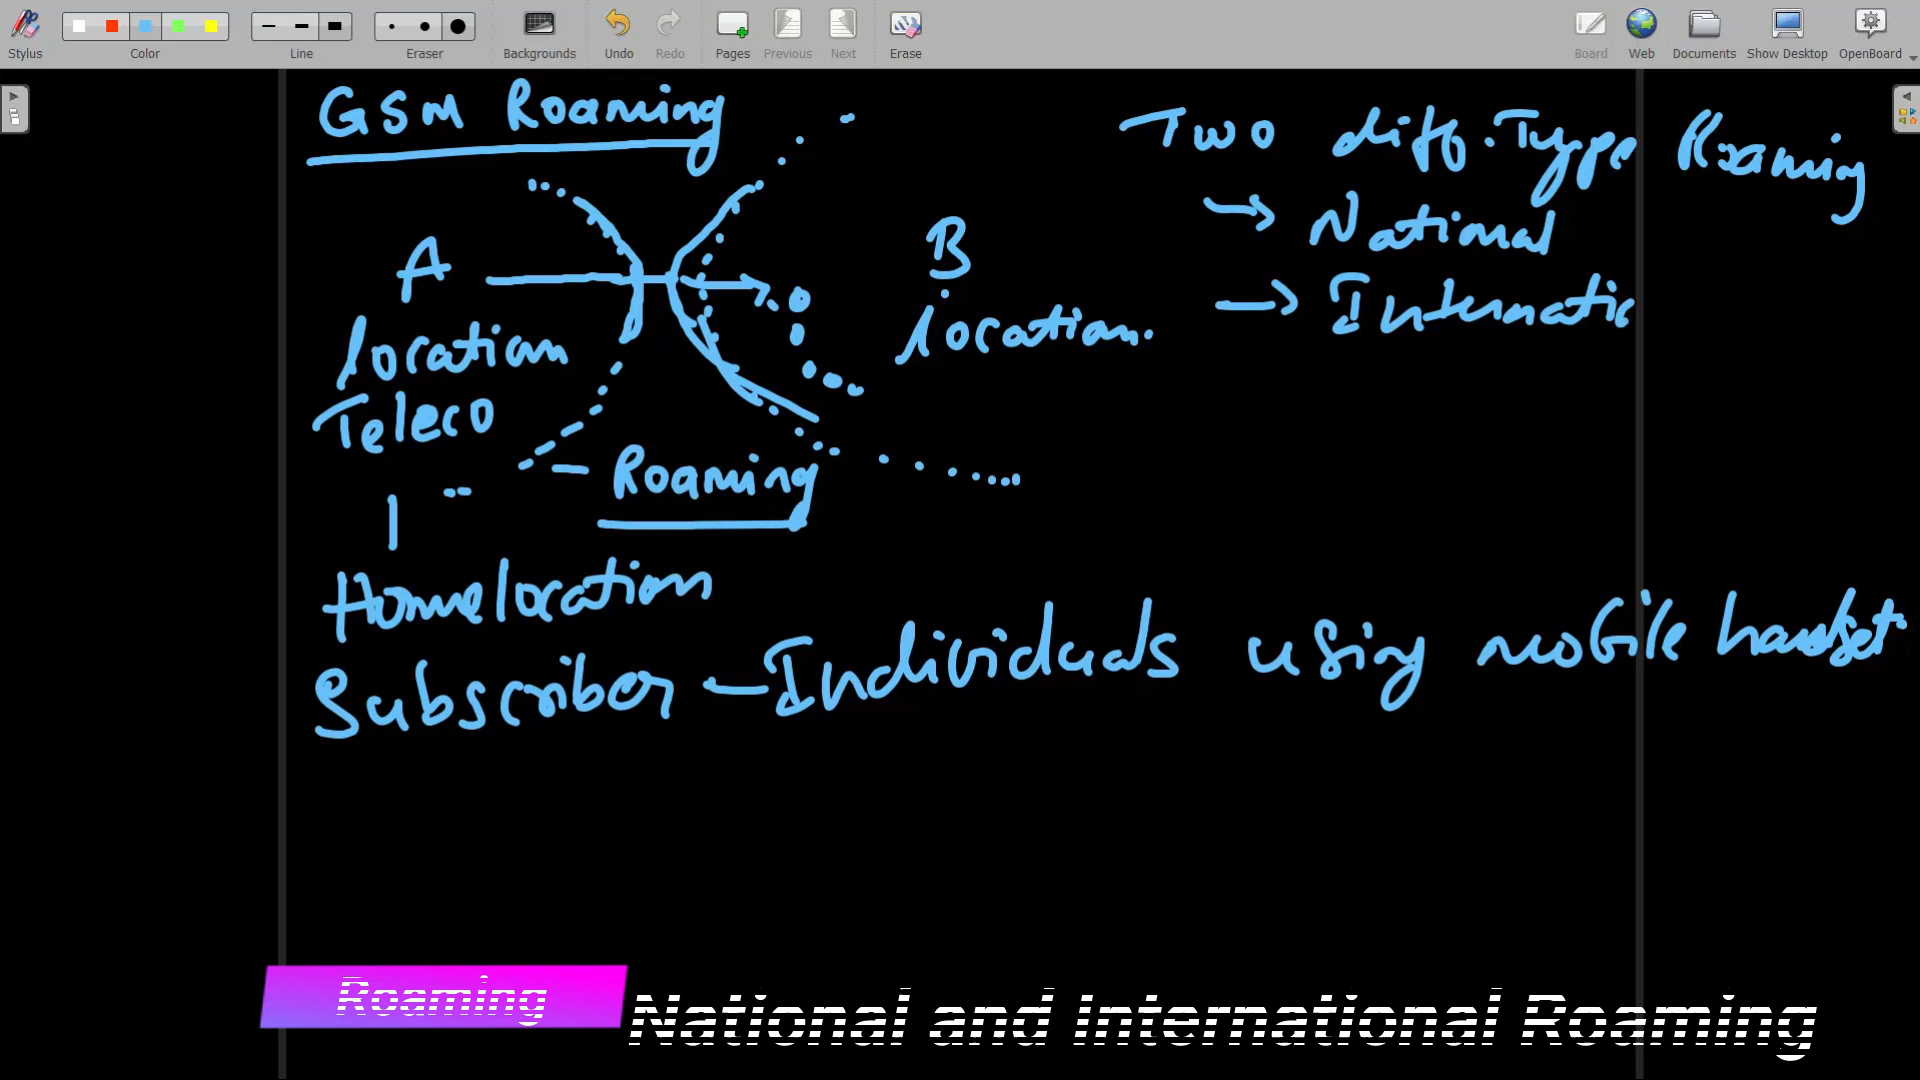 Stylus Color Line Eraser Backgrounds Undo Redo Pages Previous Next Erase Board Web Documents Show Desktop OpenBoard
GSM Roaming
Two diff. Type Roaming
→ National
→ Internatio
A
location
B
location.
Teleco
Roaming
Homelocation
Subscriber - Individuals using mobile handset.
Roaming
National and International Roaming